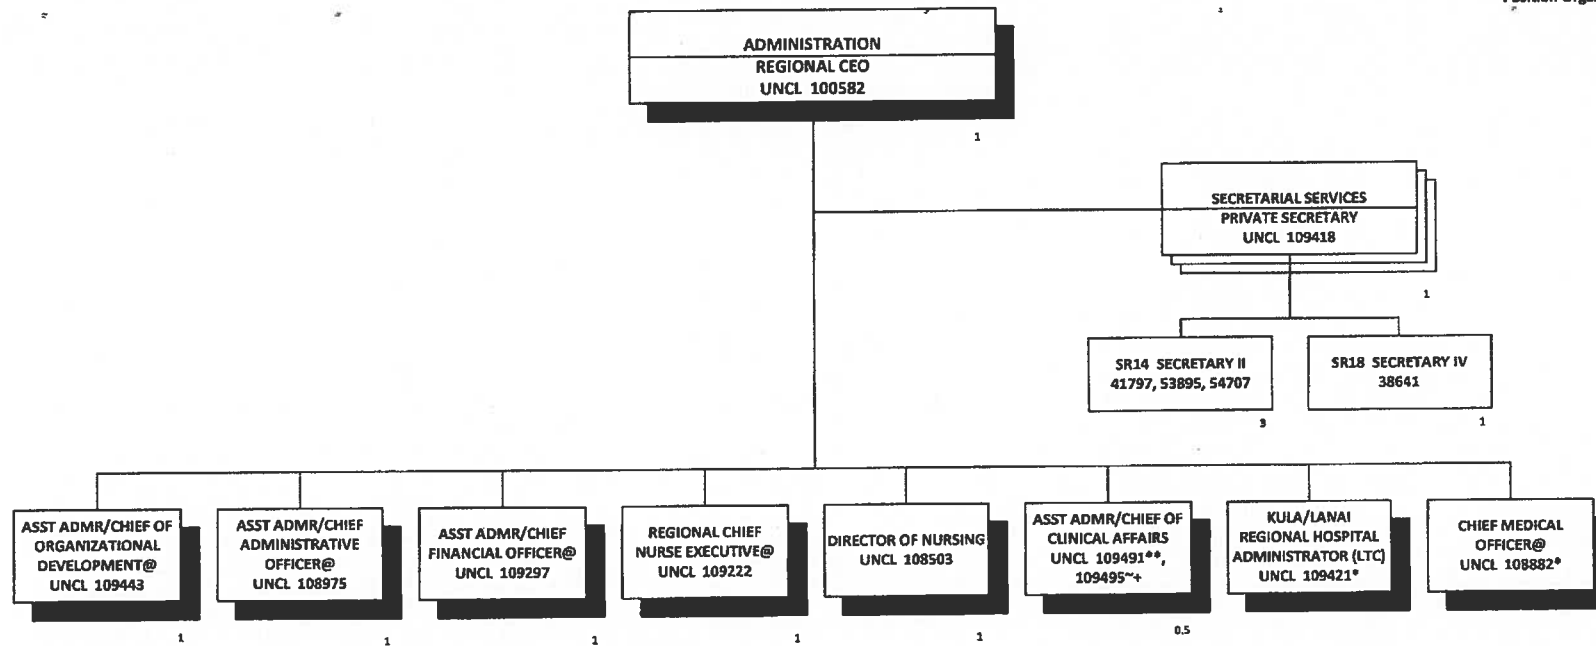 ADMINISTRATION
REGIONAL CEO
UNCL 100582
1
SECRETARIAL SERVICES
PRIVATE SECRETARY
UNCL 109418
1
SR14 SECRETARY II
41797, 53895, 54707
3
SR18 SECRETARY IV
38641
1
ASST ADMR/CHIEF OF
ORGANIZATIONAL
DEVELOPMENT@
UNCL 109443
1
ASST ADMR/CHIEF
ADMINISTRATIVE
OFFICER@
UNCL 108975
1
ASST ADMR/CHIEF
FINANCIAL OFFICER@
UNCL 109297
1
REGIONAL CHIEF
NURSE EXECUTIVE@
UNCL 109222
1
DIRECTOR OF NURSING
UNCL 108503
1
ASST ADMR/CHIEF OF
CLINICAL AFFAIRS
UNCL 109491**,
109495~+
0.5
KULA/LANAI
REGIONAL HOSPITAL
ADMINISTRATOR (LTC)
UNCL 109421*
CHIEF MEDICAL
OFFICER@
UNCL 108882*